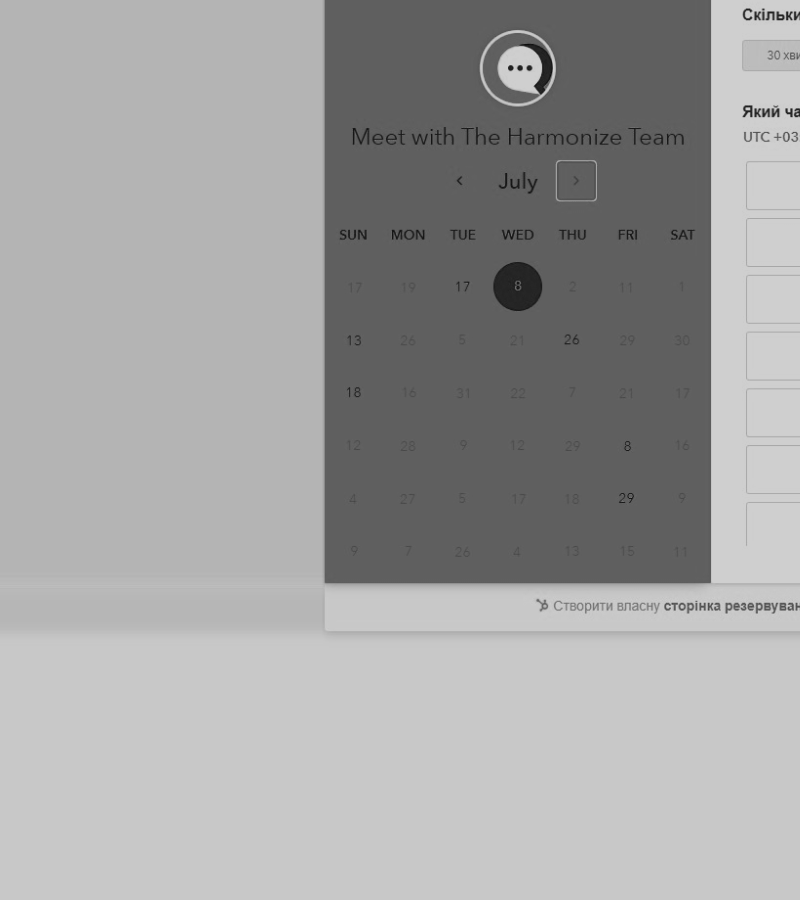 Meet with The Harmonize Team
July
SUN MON TUE WED THU FRI SAT
17 19 17 8 2 11 1
13 26 5 21 26 29 30
18 16 31 22 7 21 17
12 28 9 12 29 8 16
4 27 5 17 18 29 9
9 7 26 4 13 15 11
Скільки
30 хви
Який ча
UTC +03
Створити власну сторінка резервуван